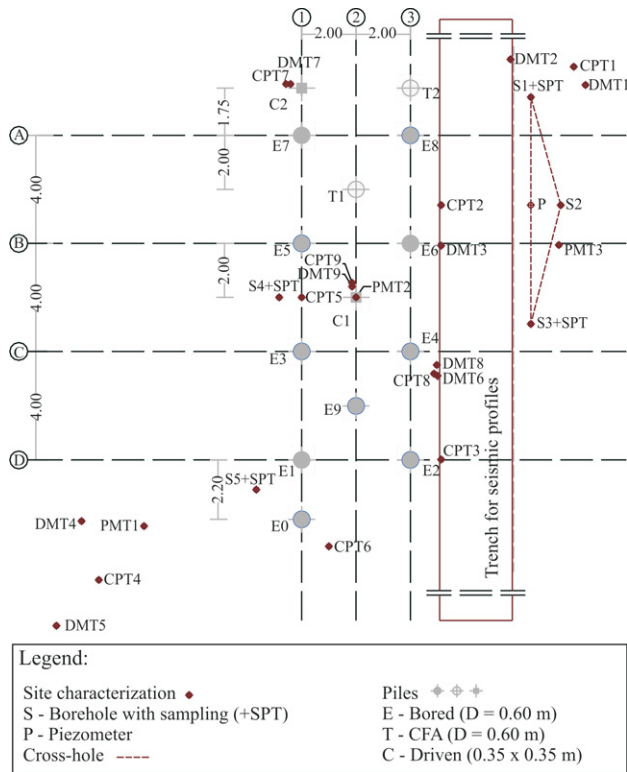 1 2 3
2.00 2.00
DMT7
CPT7
DMT2
CPT1
DMT1
S1+SPT
C2
T2
1.75
A
E7
E8
2.00
4.00
T1
CPT2
P
S2
B
E5
E6
DMT3
PMT3
CPT9
DMT9
PMT2
2.00
S4+SPT
CPT5
C1
4.00
S3+SPT
E4
C
E3
DMT8
CPT8
DMT6
E9
4.00
CPT3
D
E1
E2
S5+SPT
2.20
Trench for seismic profiles
DMT4
PMT1
E0
CPT6
CPT4
DMT5
Legend:
Site characterization
S - Borehole with sampling (+SPT)
P - Piezometer
Cross-hole
Piles
E - Bored (D = 0.60 m)
T - CFA (D = 0.60 m)
C - Driven (0.35 x 0.35 m)